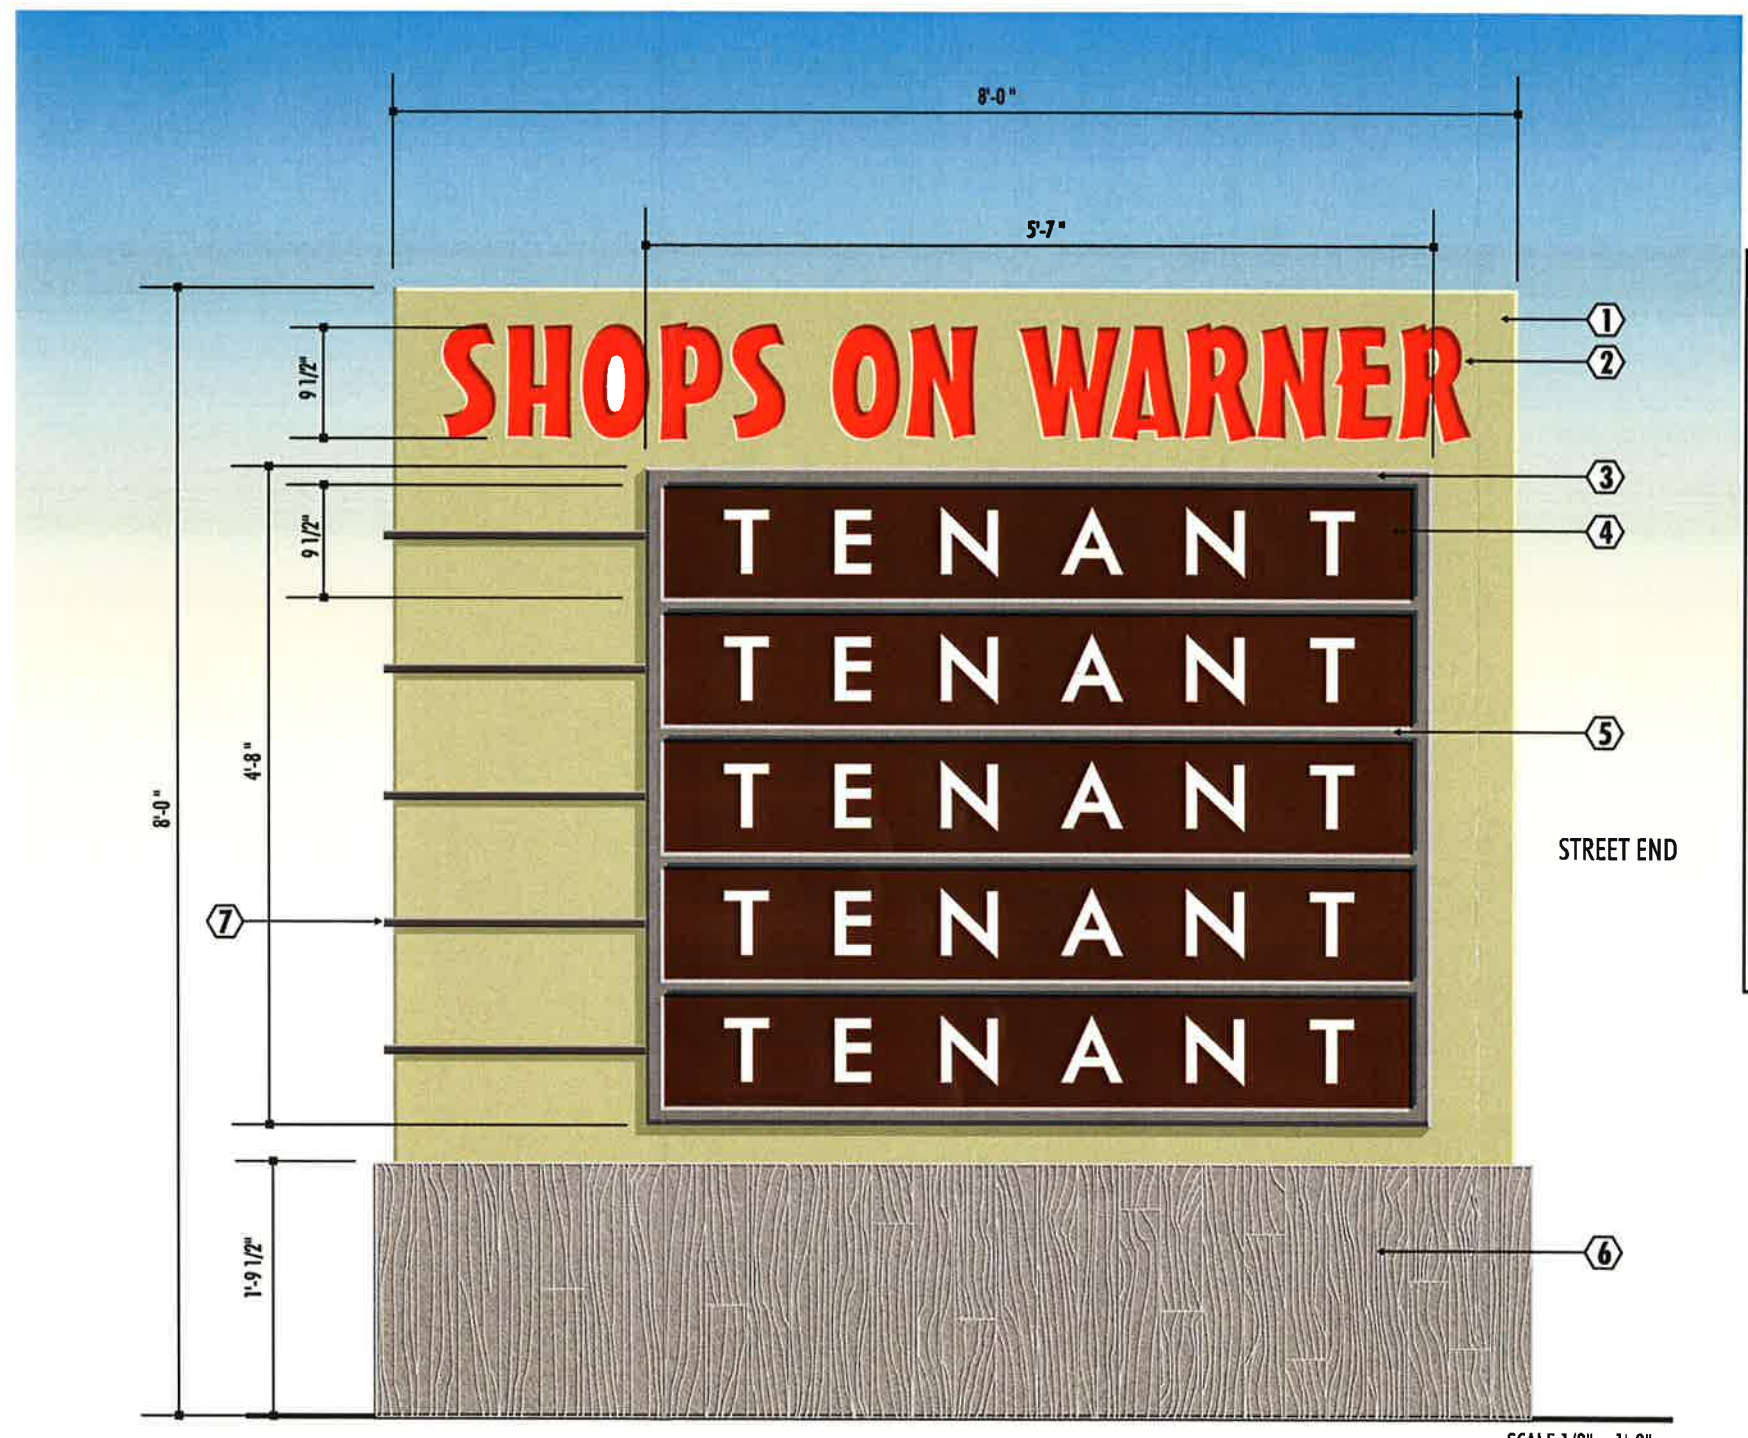 8'-0"
5'-7"
1
SHOPS ON WARNER
2
9 1/2"
3
TENANT
4
9 1/2"
TENANT
5
4'-8"
TENANT
8'-0"
STREET END
TENANT
7
TENANT
1'-9 1/2"
6